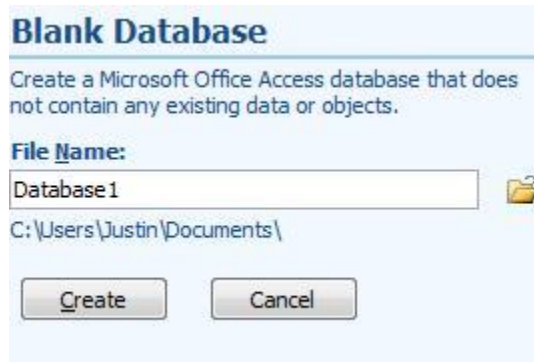 Blank Database
Create a Microsoft Office Access database that does
not contain any existing data or objects.
File Name:
Database1
C:\Users\Justin\Documents\
Create
Cancel